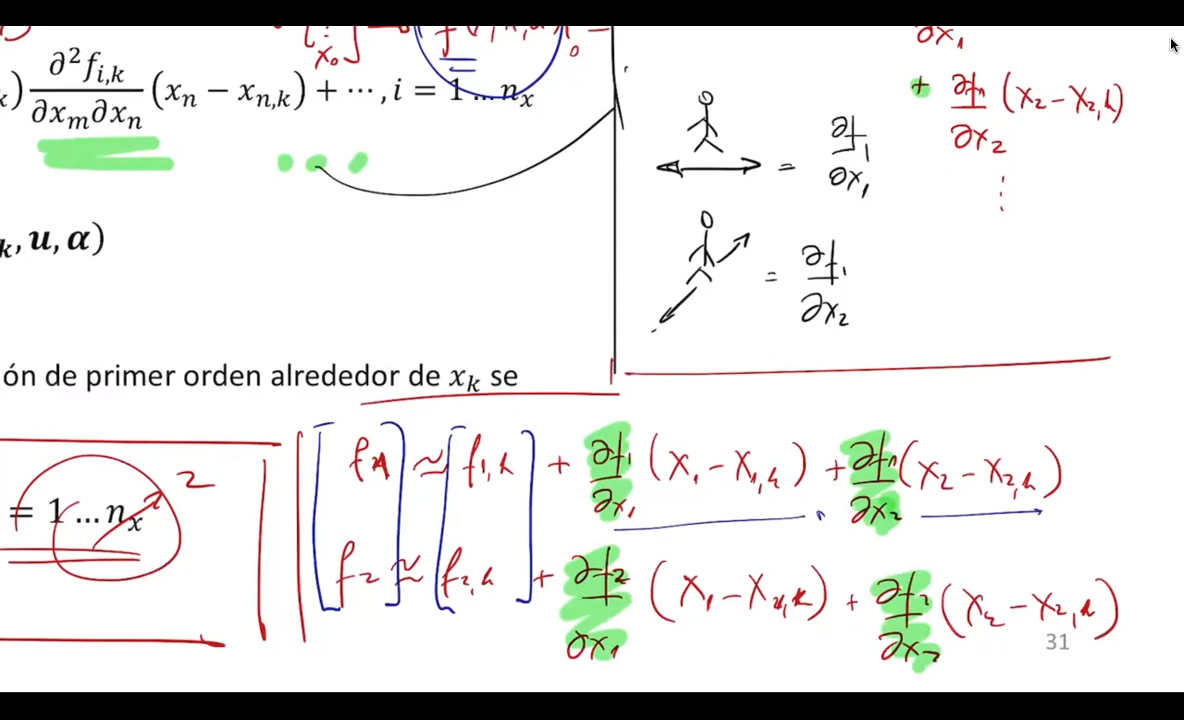 ∂x₁
x₀
_k) ∂²f_{i,k}/∂x_m∂x_n (x_n − x_{n,k}) + ⋯, i = 1 … n_x
+ ∂f₁/∂x₂ (x₂ − x_{2,k})
⋮
= ∂f₁/∂x₁
_k, u, α)
= ∂f₁/∂x₂
ón de primer orden alrededor de x_k se
= 1 … n_x 2
f₁ ≈ f_{1,k} + ∂f₁/∂x₁ (x₁ − x_{1,k}) + ∂f₁/∂x₂ (x₂ − x_{2,k})
f₂ ≈ f_{2,k} + ∂f₂/∂x₁ (x₁ − x_{1,k}) + ∂f₂/∂x₂ (x₂ − x_{2,k})
31